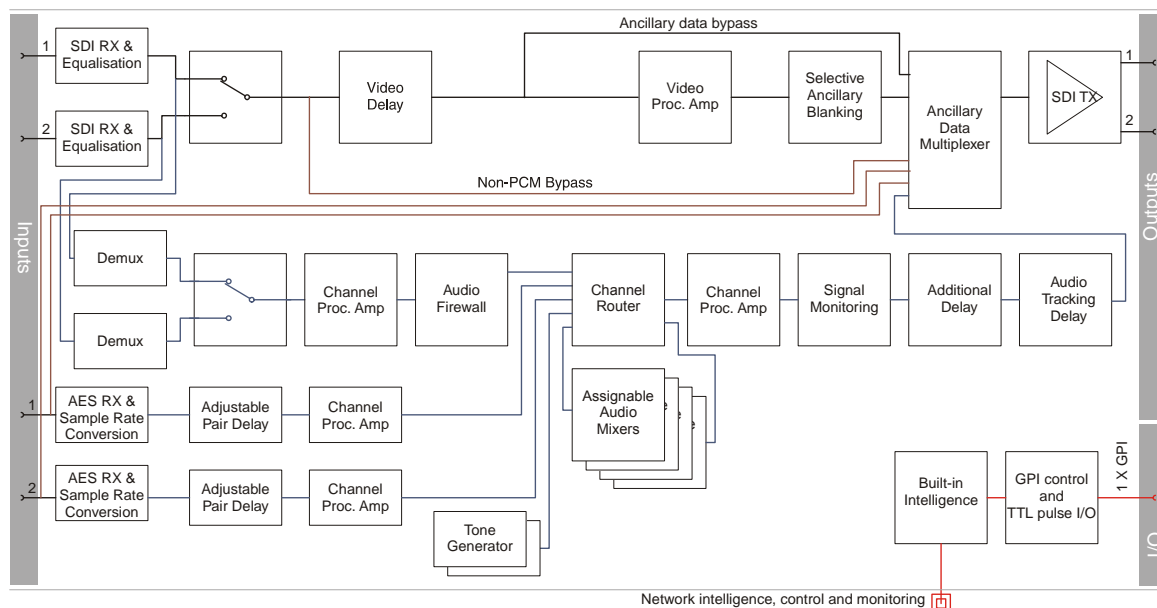 Ancillary data bypass
1
SDI RX &
Equalisation
2
SDI RX &
Equalisation
Video
Delay
Video
Proc. Amp
Selective
Ancillary
Blanking
Ancillary
Data
Multiplexer
SDI TX
1
2
Non-PCM Bypass
Inputs
Outputs
Demux
Demux
Channel
Proc. Amp
Audio
Firewall
Channel
Router
Channel
Proc. Amp
Signal
Monitoring
Additional
Delay
Audio
Tracking
Delay
1
AES RX &
Sample Rate
Conversion
Adjustable
Pair Delay
Channel
Proc. Amp
Assignable
Audio
Mixers
e
e
2
AES RX &
Sample Rate
Conversion
Adjustable
Pair Delay
Channel
Proc. Amp
Tone
Generator
Built-in
Intelligence
GPI control
and
TTL pulse I/O
1 X GPI
I/O
Network intelligence, control and monitoring